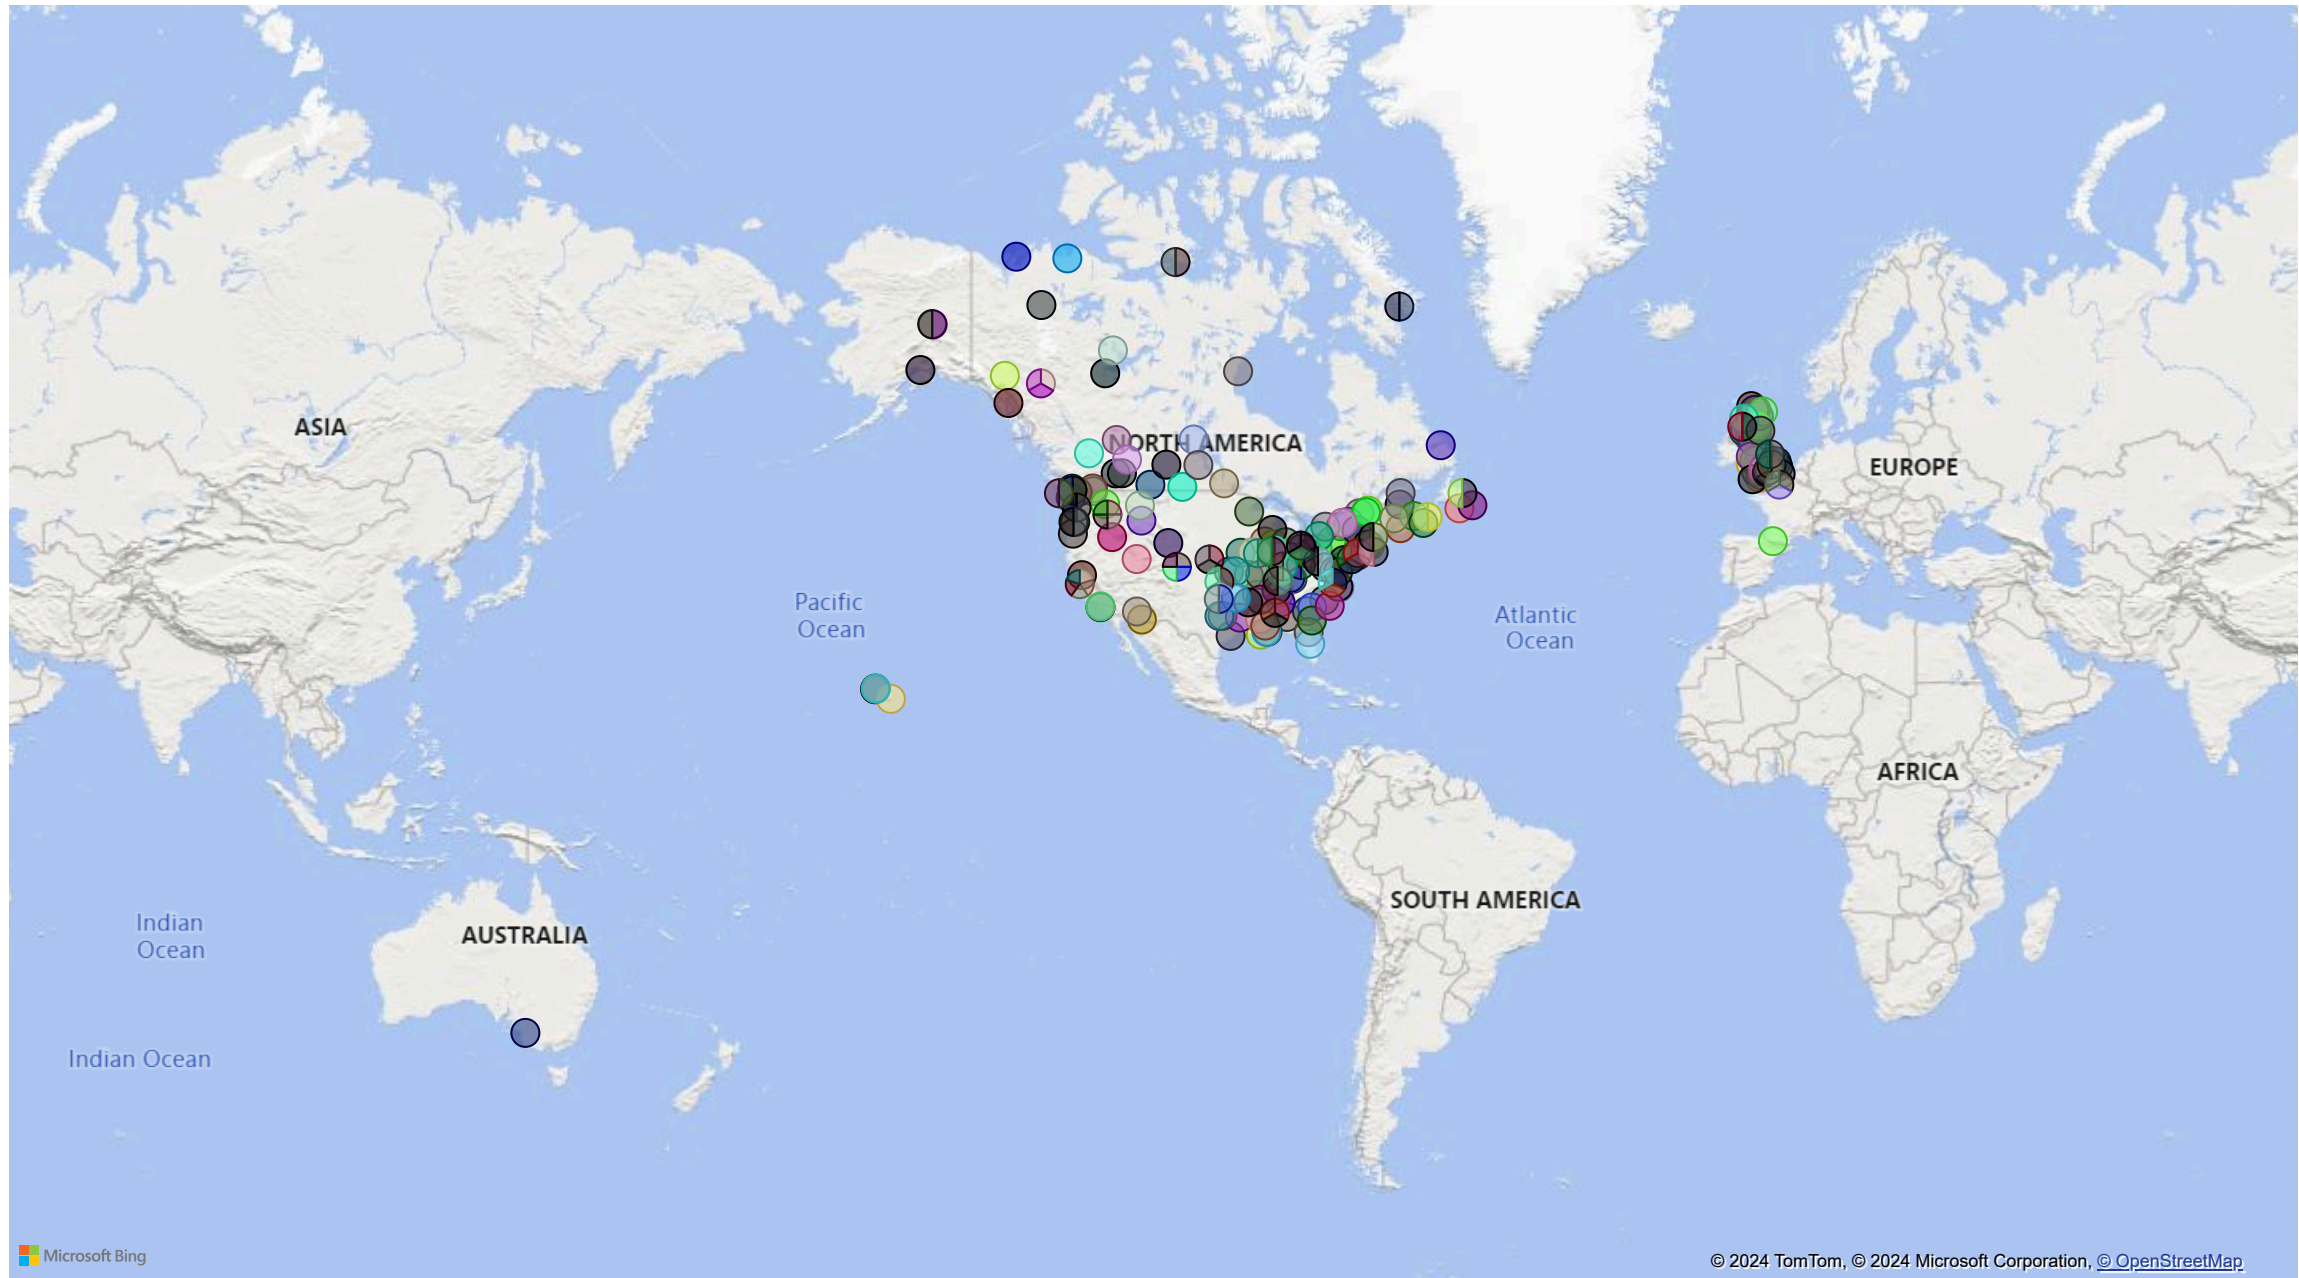 ASIA
NORTH AMERICA
EUROPE
Pacific
Ocean
Atlantic
Ocean
AFRICA
SOUTH AMERICA
Indian
Ocean
AUSTRALIA
Indian Ocean
Microsoft Bing
© 2024 TomTom, © 2024 Microsoft Corporation, © OpenStreetMap